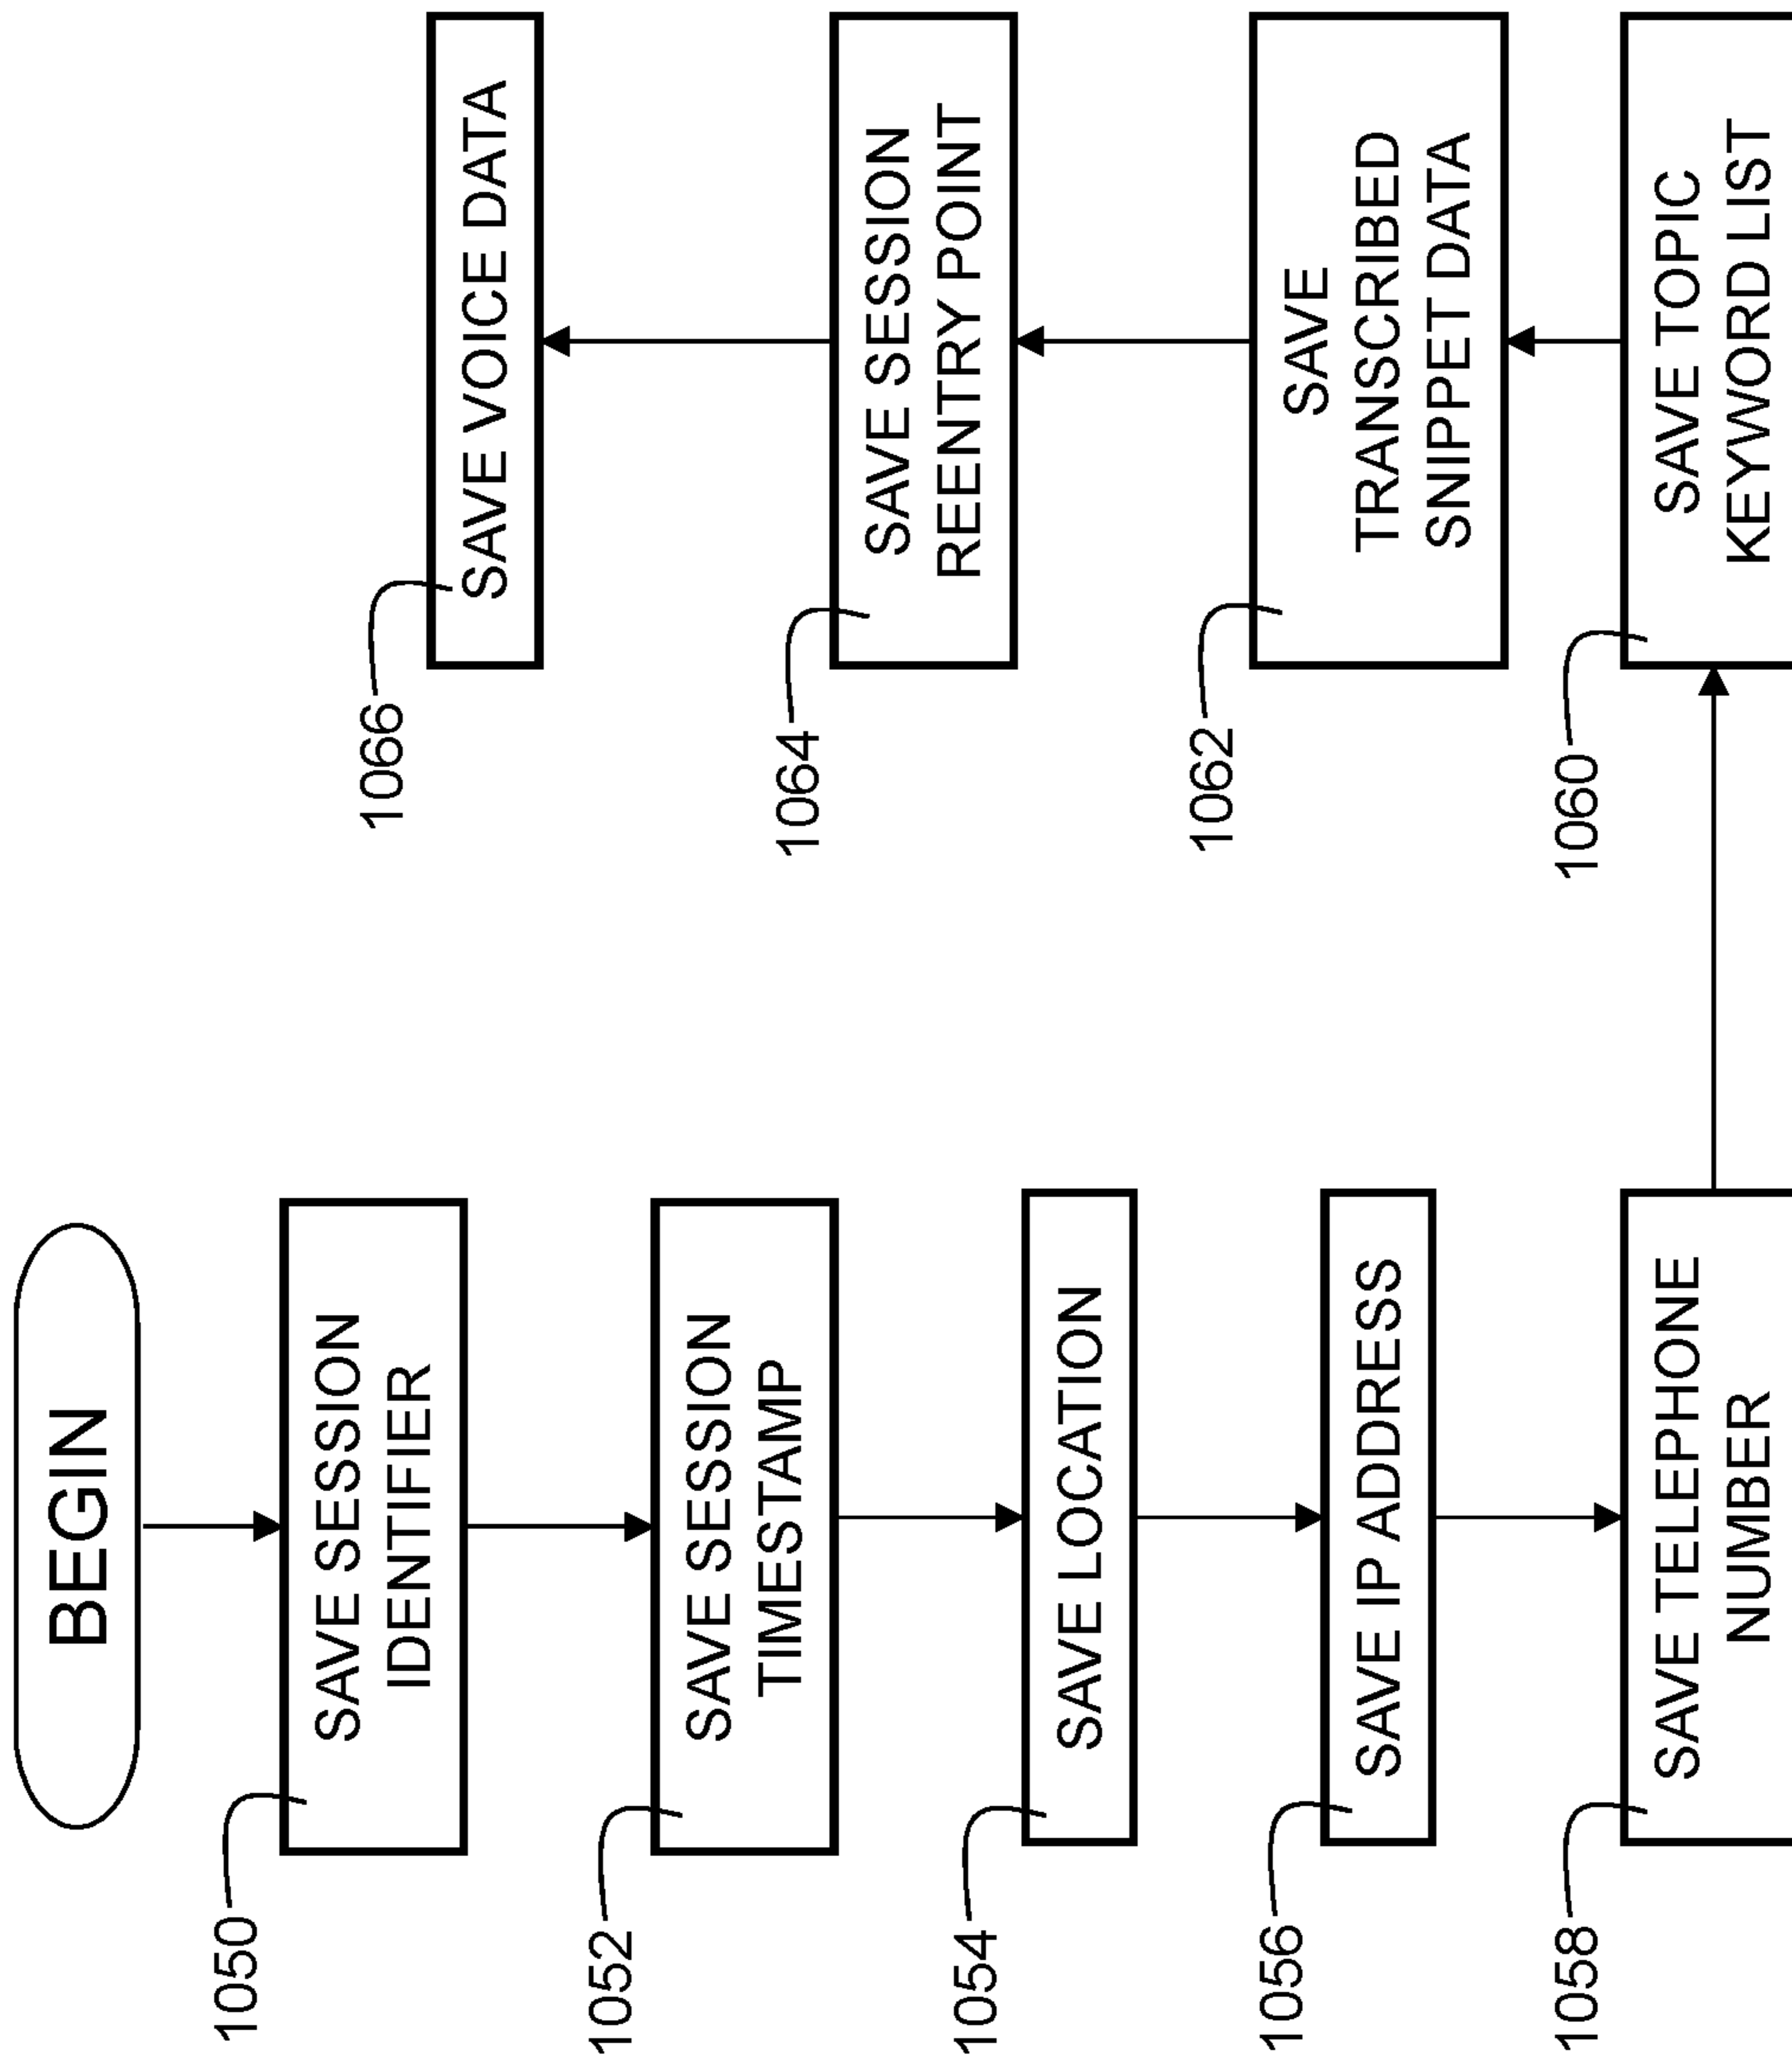 BEGIN
1050
SAVE SESSION
IDENTIFIER
1052
SAVE SESSION
TIMESTAMP
1054
SAVE LOCATION
1056
SAVE IP ADDRESS
1058
SAVE TELEPHONE
NUMBER
1060
SAVE TOPIC
KEYWORD LIST
1062
SAVE
TRANSCRIBED
SNIPPET DATA
1064
SAVE SESSION
REENTRY POINT
1066
SAVE VOICE DATA